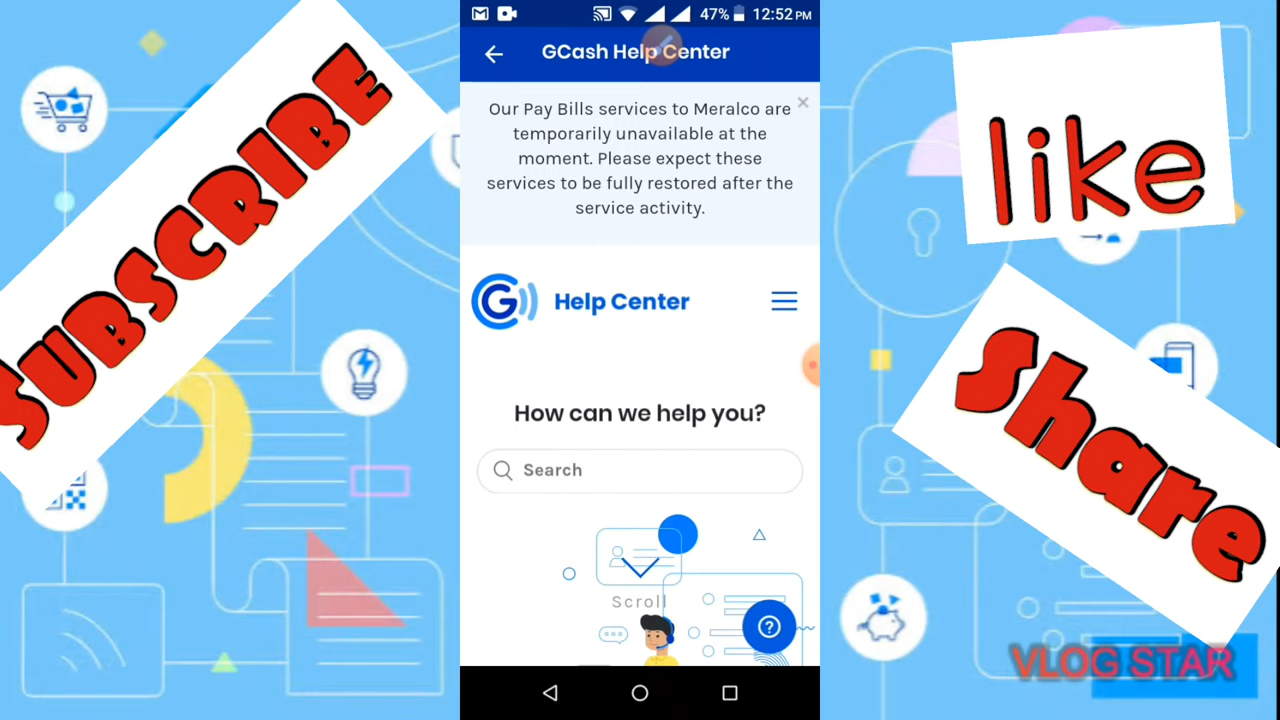 SUBSCRIBE
47% 12:52 PM
GCash Help Center
Our Pay Bills services to Meralco are
temporarily unavailable at the
moment. Please expect these
services to be fully restored after the
service activity.
Help Center
How can we help you?
Search
Scroll
like
Share
VLOG STAR